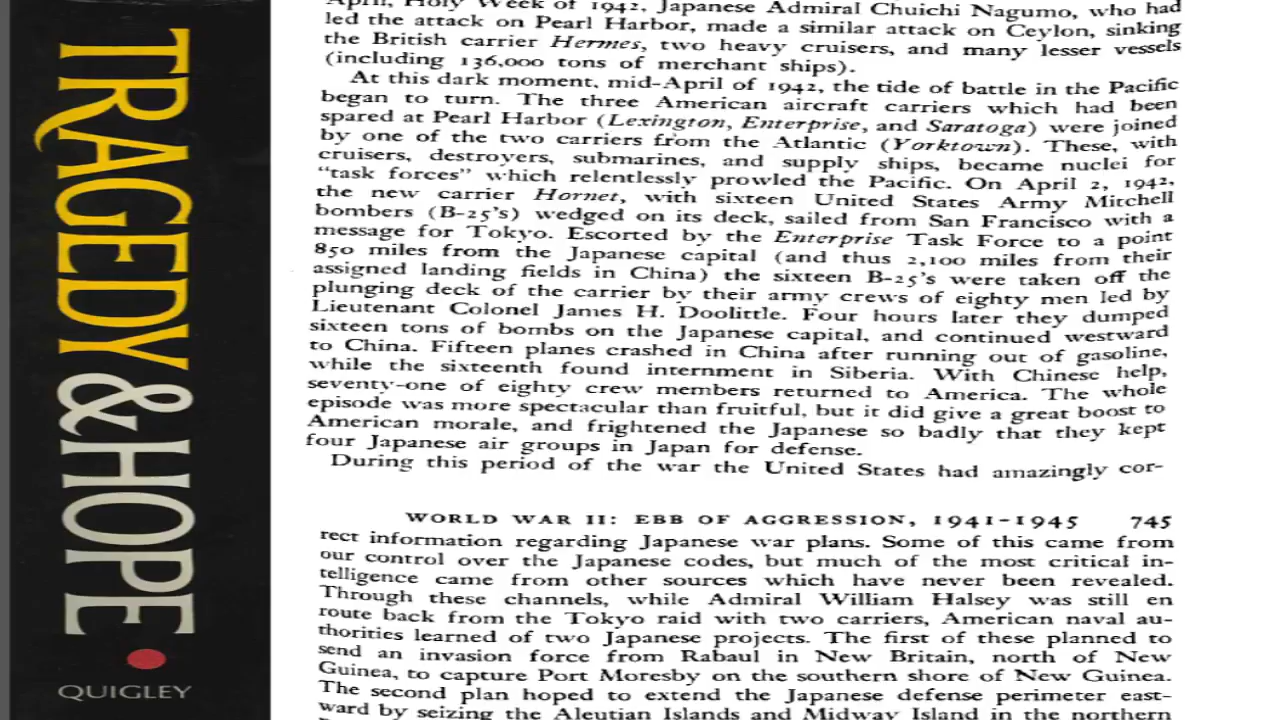 TRAGEDY & HOPE
QUIGLEY
April, Holy Week of 1942, Japanese Admiral Chuichi Nagumo, who had
led the attack on Pearl Harbor, made a similar attack on Ceylon, sinking
the British carrier Hermes, two heavy cruisers, and many lesser vessels
(including 136,000 tons of merchant ships).
At this dark moment, mid-April of 1942, the tide of battle in the Pacific
began to turn. The three American aircraft carriers which had been
spared at Pearl Harbor (Lexington, Enterprise, and Saratoga) were joined
by one of the two carriers from the Atlantic (Yorktown). These, with
cruisers, destroyers, submarines, and supply ships, became nuclei for
"task forces" which relentlessly prowled the Pacific. On April 2, 1942,
the new carrier Hornet, with sixteen United States Army Mitchell
bombers (B-25's) wedged on its deck, sailed from San Francisco with a
message for Tokyo. Escorted by the Enterprise Task Force to a point
850 miles from the Japanese capital (and thus 2,100 miles from their
assigned landing fields in China) the sixteen B-25's were taken off the
plunging deck of the carrier by their army crews of eighty men led by
Lieutenant Colonel James H. Doolittle. Four hours later they dumped
sixteen tons of bombs on the Japanese capital, and continued westward
to China. Fifteen planes crashed in China after running out of gasoline,
while the sixteenth found internment in Siberia. With Chinese help,
seventy-one of eighty crew members returned to America. The whole
episode was more spectacular than fruitful, but it did give a great boost to
American morale, and frightened the Japanese so badly that they kept
four Japanese air groups in Japan for defense.
During this period of the war the United States had amazingly cor-
WORLD WAR II: EBB OF AGGRESSION, 1941-1945 745
rect information regarding Japanese war plans. Some of this came from
our control over the Japanese codes, but much of the most critical in-
telligence came from other sources which have never been revealed.
Through these channels, while Admiral William Halsey was still en
route back from the Tokyo raid with two carriers, American naval au-
thorities learned of two Japanese projects. The first of these planned to
send an invasion force from Rabaul in New Britain, north of New
Guinea, to capture Port Moresby on the southern shore of New Guinea.
The second plan hoped to extend the Japanese defense perimeter east-
ward by seizing the Aleutian Islands and Midway Island in the northern